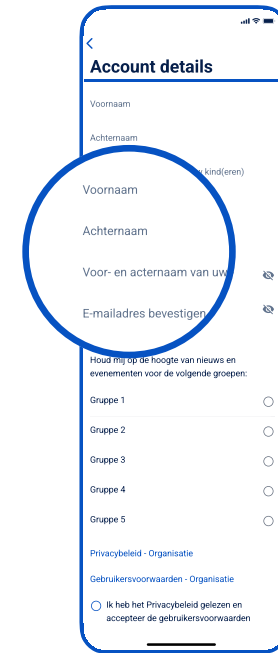 Account details
Voornaam
Achternaam
kind(eren)
Voornaam
Achternaam
Voor- en acternaam van uw
E-mailadres bevestigen
Houd mij op de hoogte van nieuws en
evenementen voor de volgende groepen:
Gruppe 1
Gruppe 2
Gruppe 3
Gruppe 4
Gruppe 5
Privacybeleid - Organisatie
Gebruikersvoorwaarden - Organisatie
Ik heb het Privacybeleid gelezen en
accepteer de gebruikersvoorwaarden